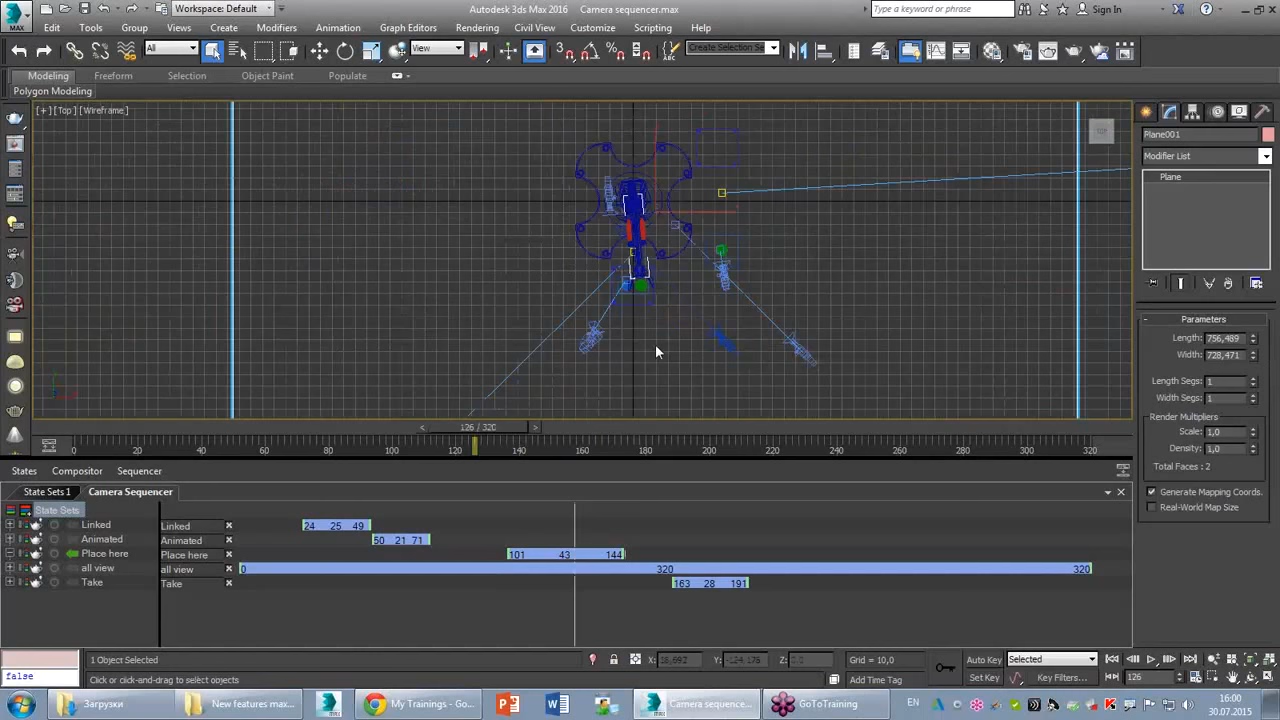 Workspace: Default
Autodesk 3ds Max 2016 Camera sequencer.max
Type a keyword or phrase
Sign In
MAX
Edit Tools Group Views Create Modifiers Animation Graph Editors Rendering Civil View Customize Scripting Help
All View Create Selection Se
Modeling Freeform Selection Object Paint Populate
Polygon Modeling
[+] [Top] [WireFrame]
Plane001
Modifier List
Plane
Parameters
Length: 756,489
Width: 728,471
Length Segs: 1
Width Segs: 1
Render Multipliers
Scale: 1,0
Density: 1,0
Total Faces : 2
Generate Mapping Coords.
Real-World Map Size
< 126 / 320 >
0 20 40 60 80 100 120 140 160 180 200 220 240 260 280 300 320
States Compositor Sequencer
State Sets 1 Camera Sequencer
State Sets
Linked Linked 24 25 49
Animated Animated 50 21 71
Place here Place here 101 43 144
all view all view 0 320 320
Take Take 163 28 191
1 Object Selected X: 18,692 Y: -124,176 Z: 0,0 Grid = 10,0 Auto Key Selected
false Click or click-and-drag to select objects Add Time Tag Set Key Key Filters... 126
Загрузки New features max... My Trainings - Go... Camera sequence... GoToTraining EN 16:00
30.07.2015